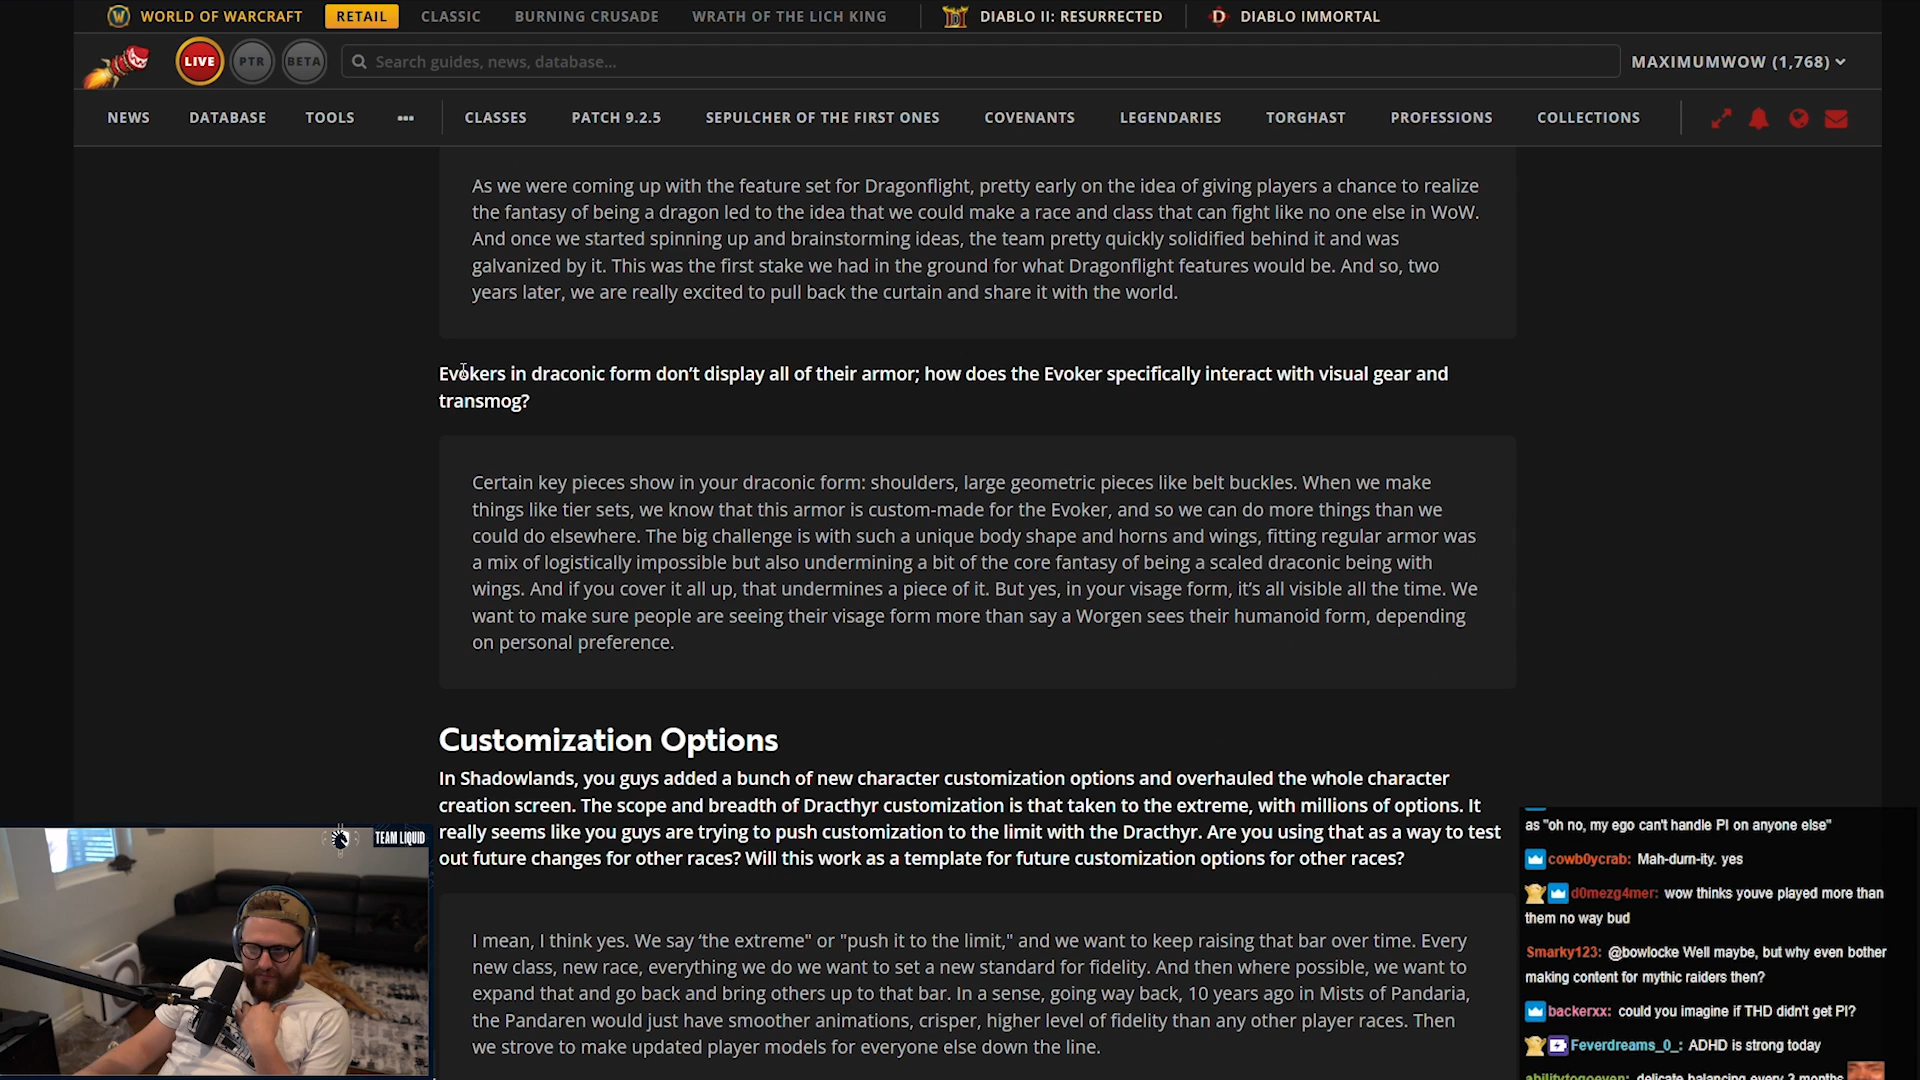 WORLD OF WARCRAFT RETAIL CLASSIC BURNING CRUSADE WRATH OF THE LICH KING DIABLO II: RESURRECTED DIABLO IMMORTAL
LIVE PTR BETA Search guides, news, database... MAXIMUMWOW (1,768)
NEWS DATABASE TOOLS ••• CLASSES PATCH 9.2.5 SEPULCHER OF THE FIRST ONES COVENANTS LEGENDARIES TORGHAST PROFESSIONS COLLECTIONS
As we were coming up with the feature set for Dragonflight, pretty early on the idea of giving players a chance to realize
the fantasy of being a dragon led to the idea that we could make a race and class that can fight like no one else in WoW.
And once we started spinning up and brainstorming ideas, the team pretty quickly solidified behind it and was
galvanized by it. This was the first stake we had in the ground for what Dragonflight features would be. And so, two
years later, we are really excited to pull back the curtain and share it with the world.
Evokers in draconic form don’t display all of their armor; how does the Evoker specifically interact with visual gear and
transmog?
Certain key pieces show in your draconic form: shoulders, large geometric pieces like belt buckles. When we make
things like tier sets, we know that this armor is custom-made for the Evoker, and so we can do more things than we
could do elsewhere. The big challenge is with such a unique body shape and horns and wings, fitting regular armor was
a mix of logistically impossible but also undermining a bit of the core fantasy of being a scaled draconic being with
wings. And if you cover it all up, that undermines a piece of it. But yes, in your visage form, it’s all visible all the time. We
want to make sure people are seeing their visage form more than say a Worgen sees their humanoid form, depending
on personal preference.
Customization Options
In Shadowlands, you guys added a bunch of new character customization options and overhauled the whole character
creation screen. The scope and breadth of Dracthyr customization is that taken to the extreme, with millions of options. It
really seems like you guys are trying to push customization to the limit with the Dracthyr. Are you using that as a way to test
out future changes for other races? Will this work as a template for future customization options for other races?
I mean, I think yes. We say ‘the extreme" or "push it to the limit," and we want to keep raising that bar over time. Every
new class, new race, everything we do we want to set a new standard for fidelity. And then where possible, we want to
expand that and go back and bring others up to that bar. In a sense, going way back, 10 years ago in Mists of Pandaria,
the Pandaren would just have smoother animations, crisper, higher level of fidelity than any other player races. Then
we strove to make updated player models for everyone else down the line.
TEAM LIQUID
as "oh no, my ego can't handle PI on anyone else"
cowb0ycrab: Mah-durn-ity. yes
d0mezg4mer: wow thinks youve played more than
them no way bud
Smarky123: @bowlocke Well maybe, but why even bother
making content for mythic raiders then?
backerxx: could you imagine if THD didn't get PI?
Feverdreams_0_: ADHD is strong today
abilitytogoeven: delicate balancing every 3 months